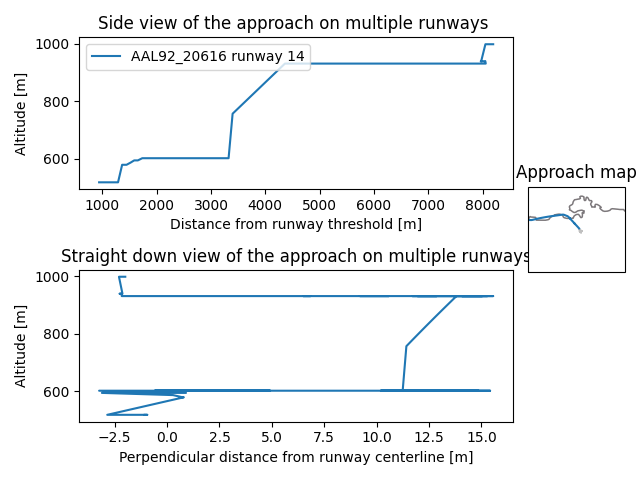 Side view of the approach on multiple runways
1000
800
600
Altitude [m]
AAL92_20616 runway 14
1000 2000 3000 4000 5000 6000 7000 8000
Distance from runway threshold [m]
Approach map
Straight down view of the approach on multiple runways
1000
800
600
Altitude [m]
−2.5 0.0 2.5 5.0 7.5 10.0 12.5 15.0
Perpendicular distance from runway centerline [m]